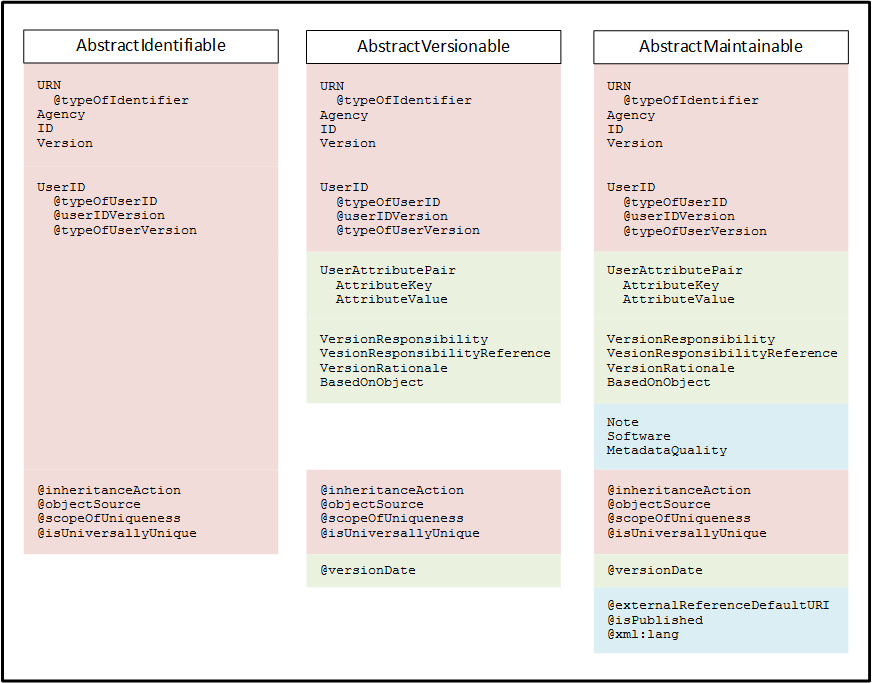 AbstractIdentifiable
URN
@typeOfIdentifier
Agency
ID
Version
UserID
@typeOfUserID
@userIDVersion
@typeOfUserVersion
@inheritanceAction
@objectSource
@scopeOfUniqueness
@isUniversallyUnique
AbstractVersionable
URN
@typeOfIdentifier
Agency
ID
Version
UserID
@typeOfUserID
@userIDVersion
@typeOfUserVersion
UserAttributePair
AttributeKey
AttributeValue
VersionResponsibility
VesionResponsibilityReference
VersionRationale
BasedOnObject
@inheritanceAction
@objectSource
@scopeOfUniqueness
@isUniversallyUnique
@versionDate
AbstractMaintainable
URN
@typeOfIdentifier
Agency
ID
Version
UserID
@typeOfUserID
@userIDVersion
@typeOfUserVersion
UserAttributePair
AttributeKey
AttributeValue
VersionResponsibility
VesionResponsibilityReference
VersionRationale
BasedOnObject
Note
Software
MetadataQuality
@inheritanceAction
@objectSource
@scopeOfUniqueness
@isUniversallyUnique
@versionDate
@externalReferenceDefaultURI
@isPublished
@xml:lang